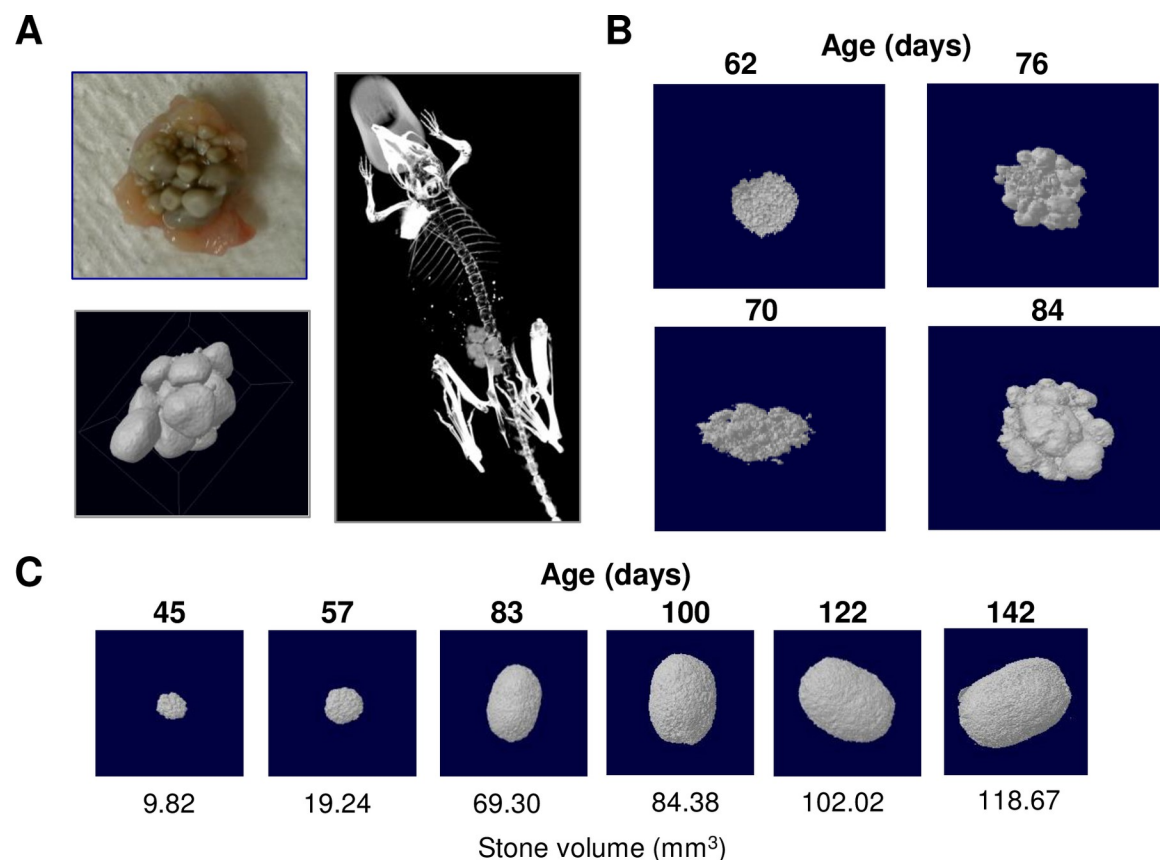 A
B
Age (days)
62 76
70 84
C
Age (days)
45 57 83 100 122 142
9.82 19.24 69.30 84.38 102.02 118.67
Stone volume (mm³)